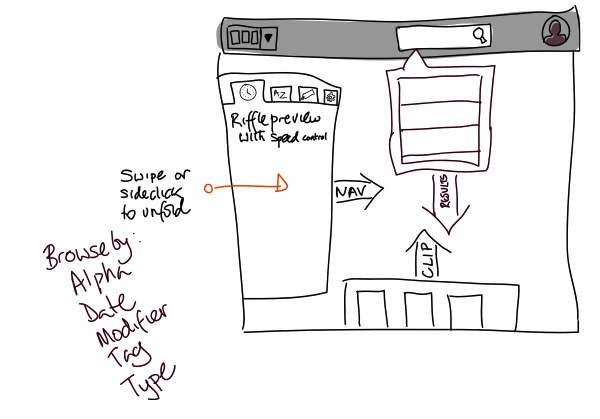 AZ
Riffle preview
with speed control
Swipe or
sideclick
to unfold
NAV
RESULTS
CLIP
Browse by:
Alpha
Date
Modifier
Tag
Type